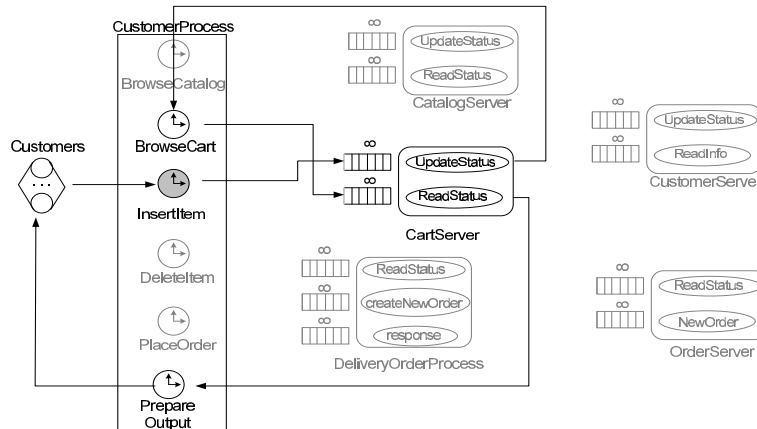 CustomerProcess
BrowseCatalog
BrowseCart
InsertItem
DeleteItem
PlaceOrder
Prepare
Output
Customers
...
∞
UpdateStatus
∞
ReadStatus
CatalogServer
∞
UpdateStatus
∞
ReadStatus
CartServer
∞
ReadStatus
∞
createNewOrder
∞
response
DeliveryOrderProcess
∞
UpdateStatus
∞
ReadInfo
CustomerServe
∞
ReadStatus
∞
NewOrder
OrderServer